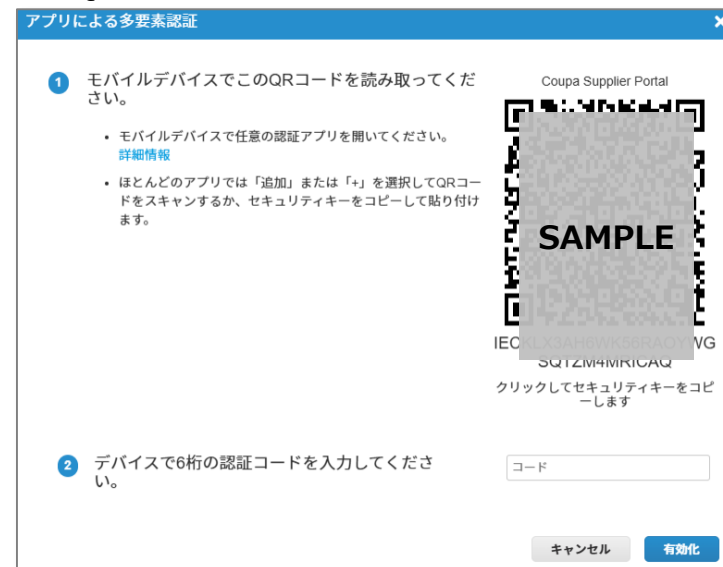 アプリによる多要素認証
1 モバイルデバイスでこのQRコードを読み取ってくだ
さい。
• モバイルデバイスで任意の認証アプリを開いてください。
詳細情報
• ほとんどのアプリでは「追加」または「+」を選択してQRコー
ドをスキャンするか、セキュリティキーをコピーして貼り付け
ます。
Coupa Supplier Portal
SAMPLE
クリックしてセキュリティキーをコピ
ーします
2 デバイスで6桁の認証コードを入力してくださ
い。
コード
キャンセル
有効化